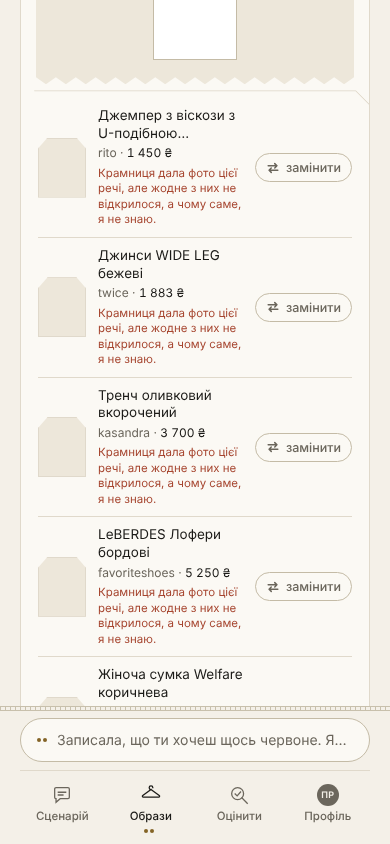 Джемпер з віскози з
U-подібною...
rito · 1 450 ₴
Крамниця дала фото цієї
речі, але жодне з них не
відкрилося, а чому саме,
я не знаю.
замінити
Джинси WIDE LEG
бежеві
twice · 1 883 ₴
Крамниця дала фото цієї
речі, але жодне з них не
відкрилося, а чому саме,
я не знаю.
замінити
Тренч оливковий
вкорочений
kasandra · 3 700 ₴
Крамниця дала фото цієї
речі, але жодне з них не
відкрилося, а чому саме,
я не знаю.
замінити
LeBERDES Лофери
бордові
favoriteshoes · 5 250 ₴
Крамниця дала фото цієї
речі, але жодне з них не
відкрилося, а чому саме,
я не знаю.
замінити
Жіноча сумка Welfare
коричнева
Записала, що ти хочеш щось червоне. Я...
Сценарій
Образи
Оцінити
ПР
Профіль